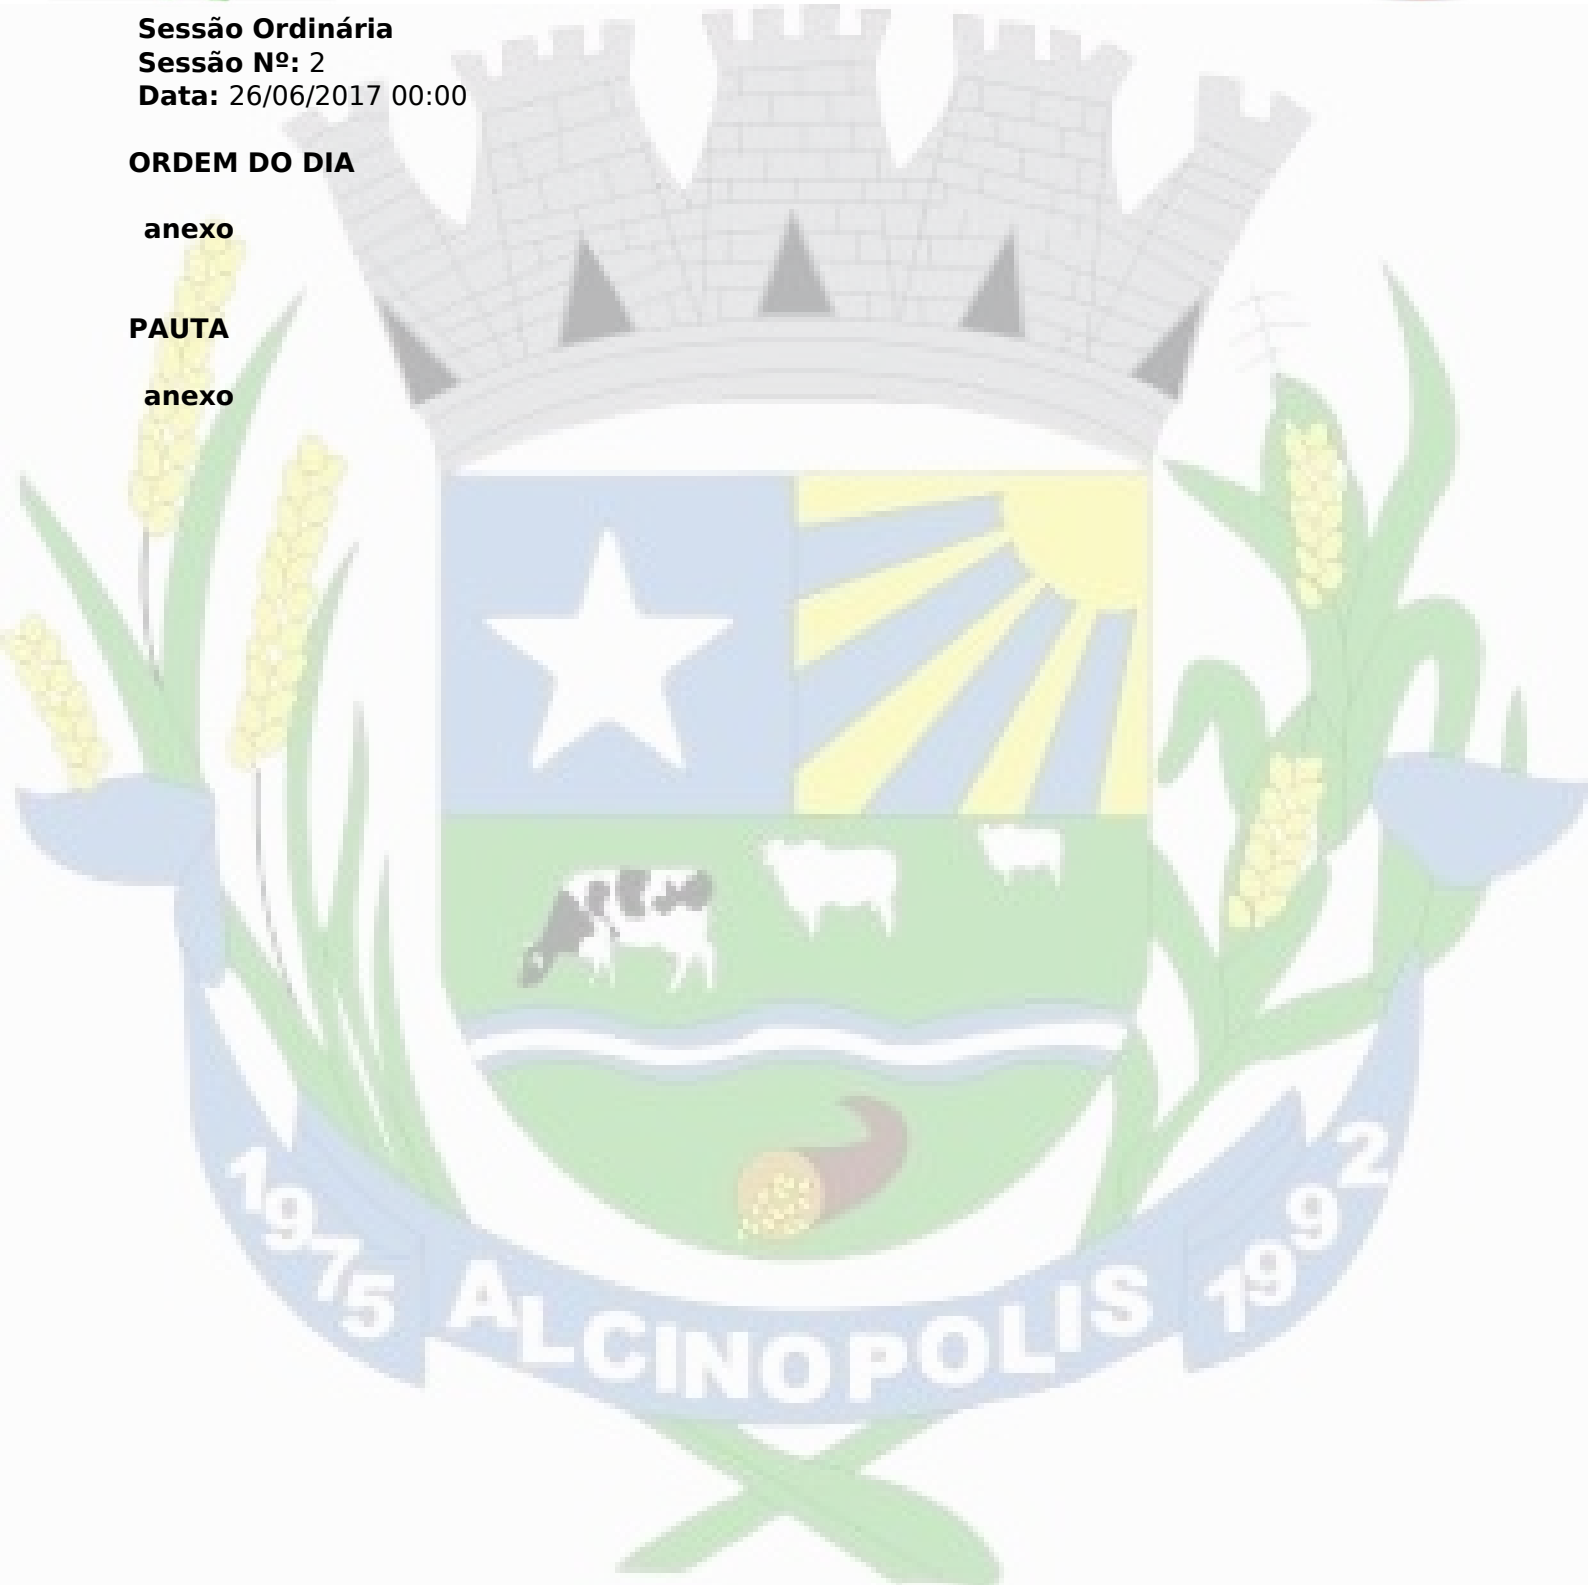 Sessão Ordinária
Sessão Nº: 2
Data: 26/06/2017 00:00
ORDEM DO DIA
anexo
PAUTA
anexo
1975 ALCINOPOLIS 1992